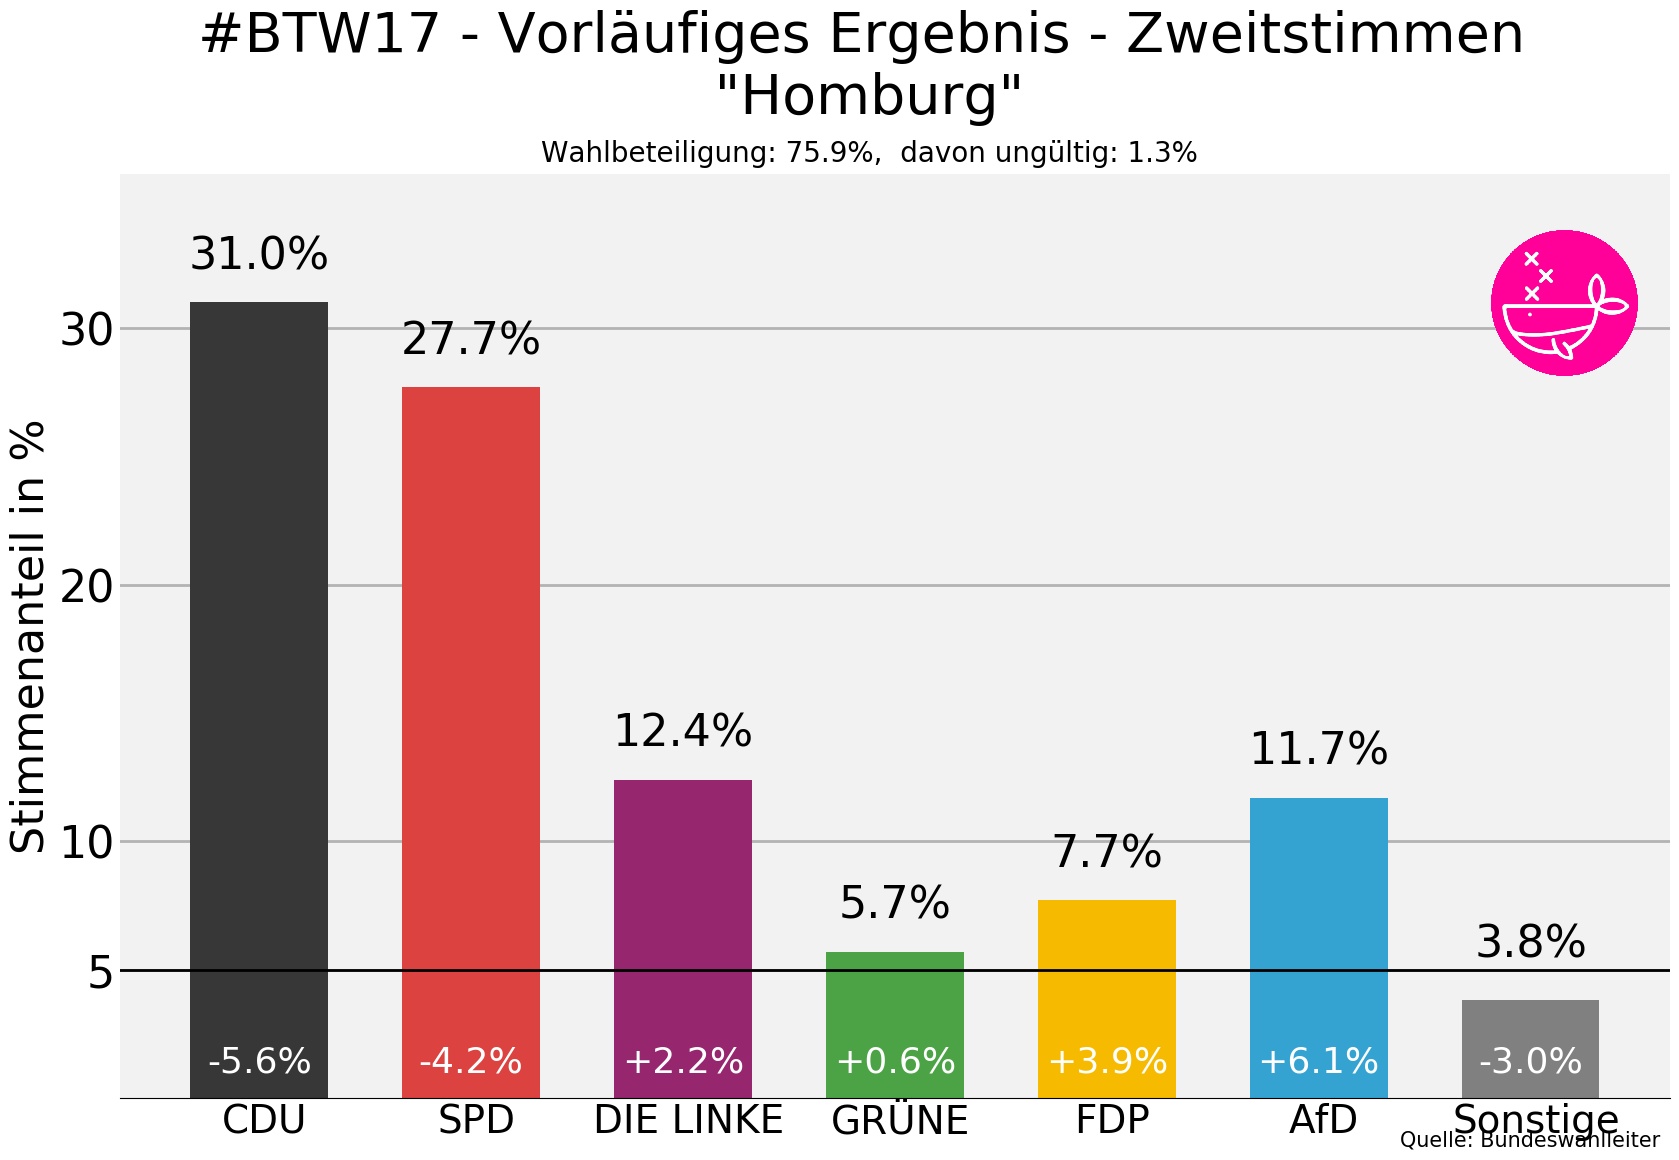 #BTW17 - Vorläufiges Ergebnis - Zweitstimmen
"Homburg"
Wahlbeteiligung: 75.9%,  davon ungültig: 1.3%
Stimmenanteil in %
30
20
10
5
31.0%
27.7%
12.4%
5.7%
7.7%
11.7%
3.8%
-5.6%
-4.2%
+2.2%
+0.6%
+3.9%
+6.1%
-3.0%
CDU
SPD
DIE LINKE
GRÜNE
FDP
AfD
Sonstige
Quelle: Bundeswahlleiter